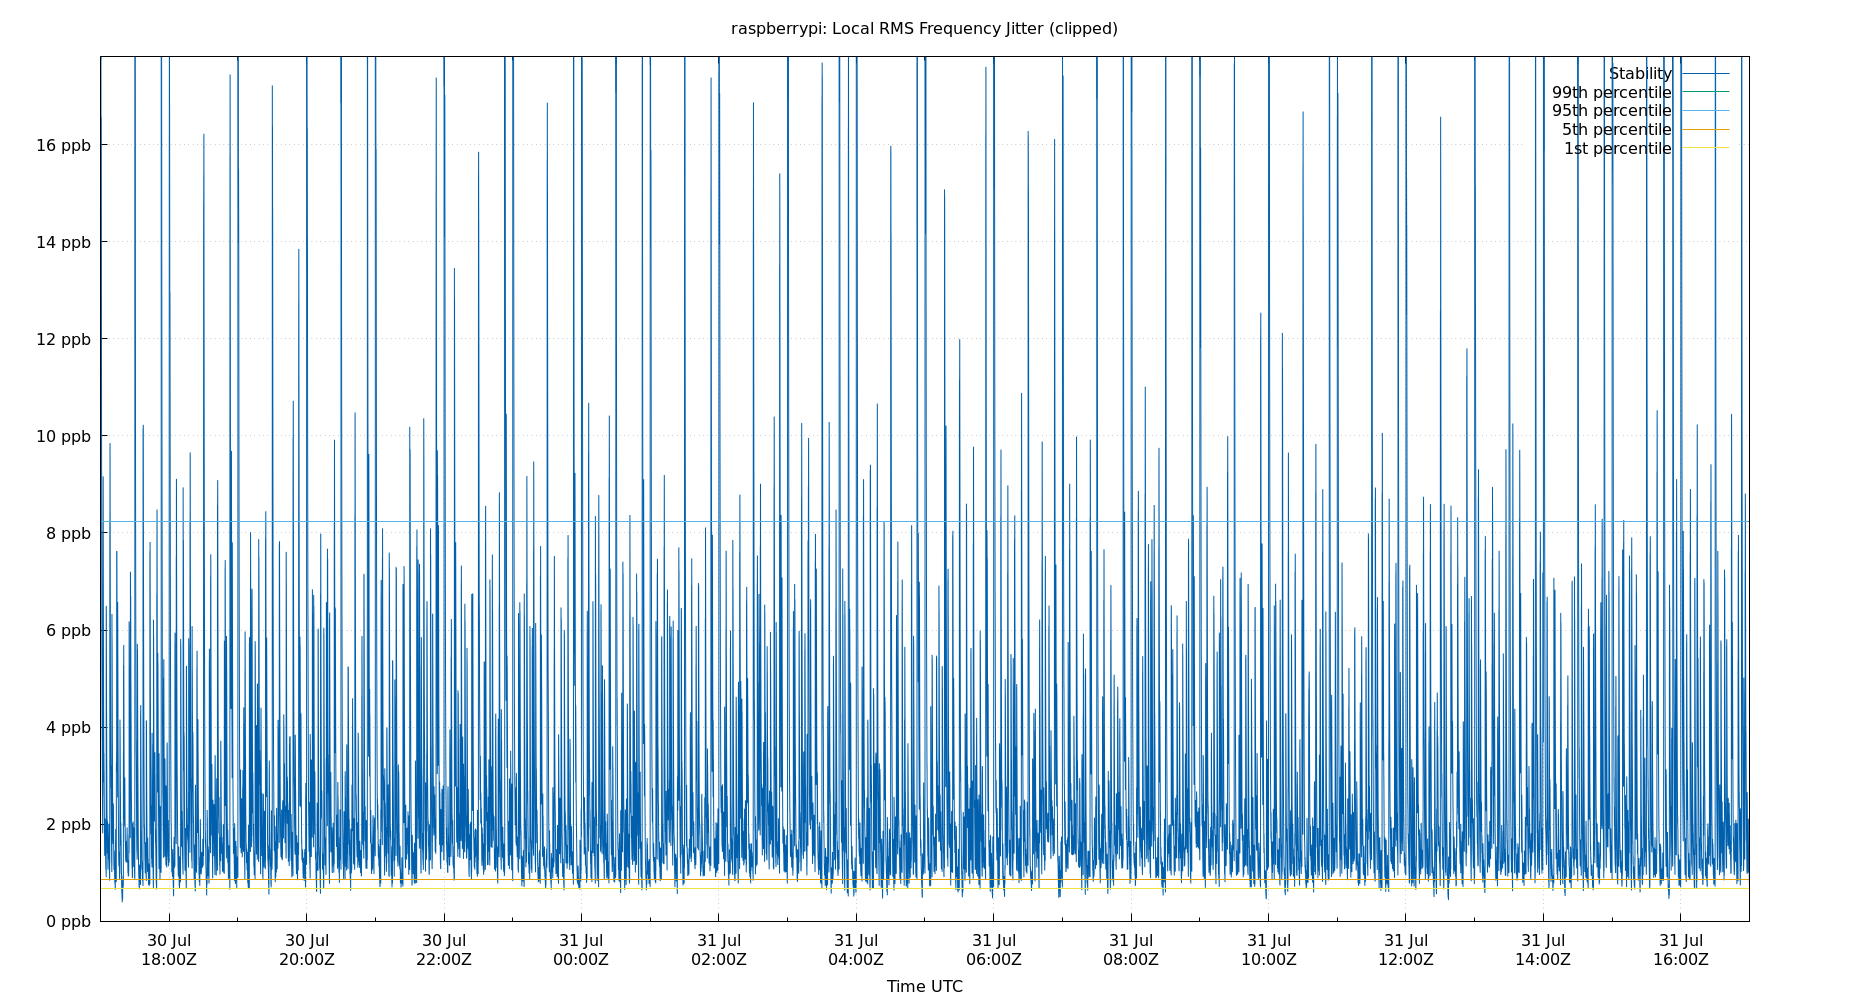 raspberrypi: Local RMS Frequency Jitter (clipped)
Stability
99th percentile
95th percentile
5th percentile
1st percentile
16 ppb
14 ppb
12 ppb
10 ppb
8 ppb
6 ppb
4 ppb
2 ppb
0 ppb
30 Jul 30 Jul 30 Jul 31 Jul 31 Jul 31 Jul 31 Jul 31 Jul 31 Jul 31 Jul 31 Jul 31 Jul
18:00Z 20:00Z 22:00Z 00:00Z 02:00Z 04:00Z 06:00Z 08:00Z 10:00Z 12:00Z 14:00Z 16:00Z
Time UTC